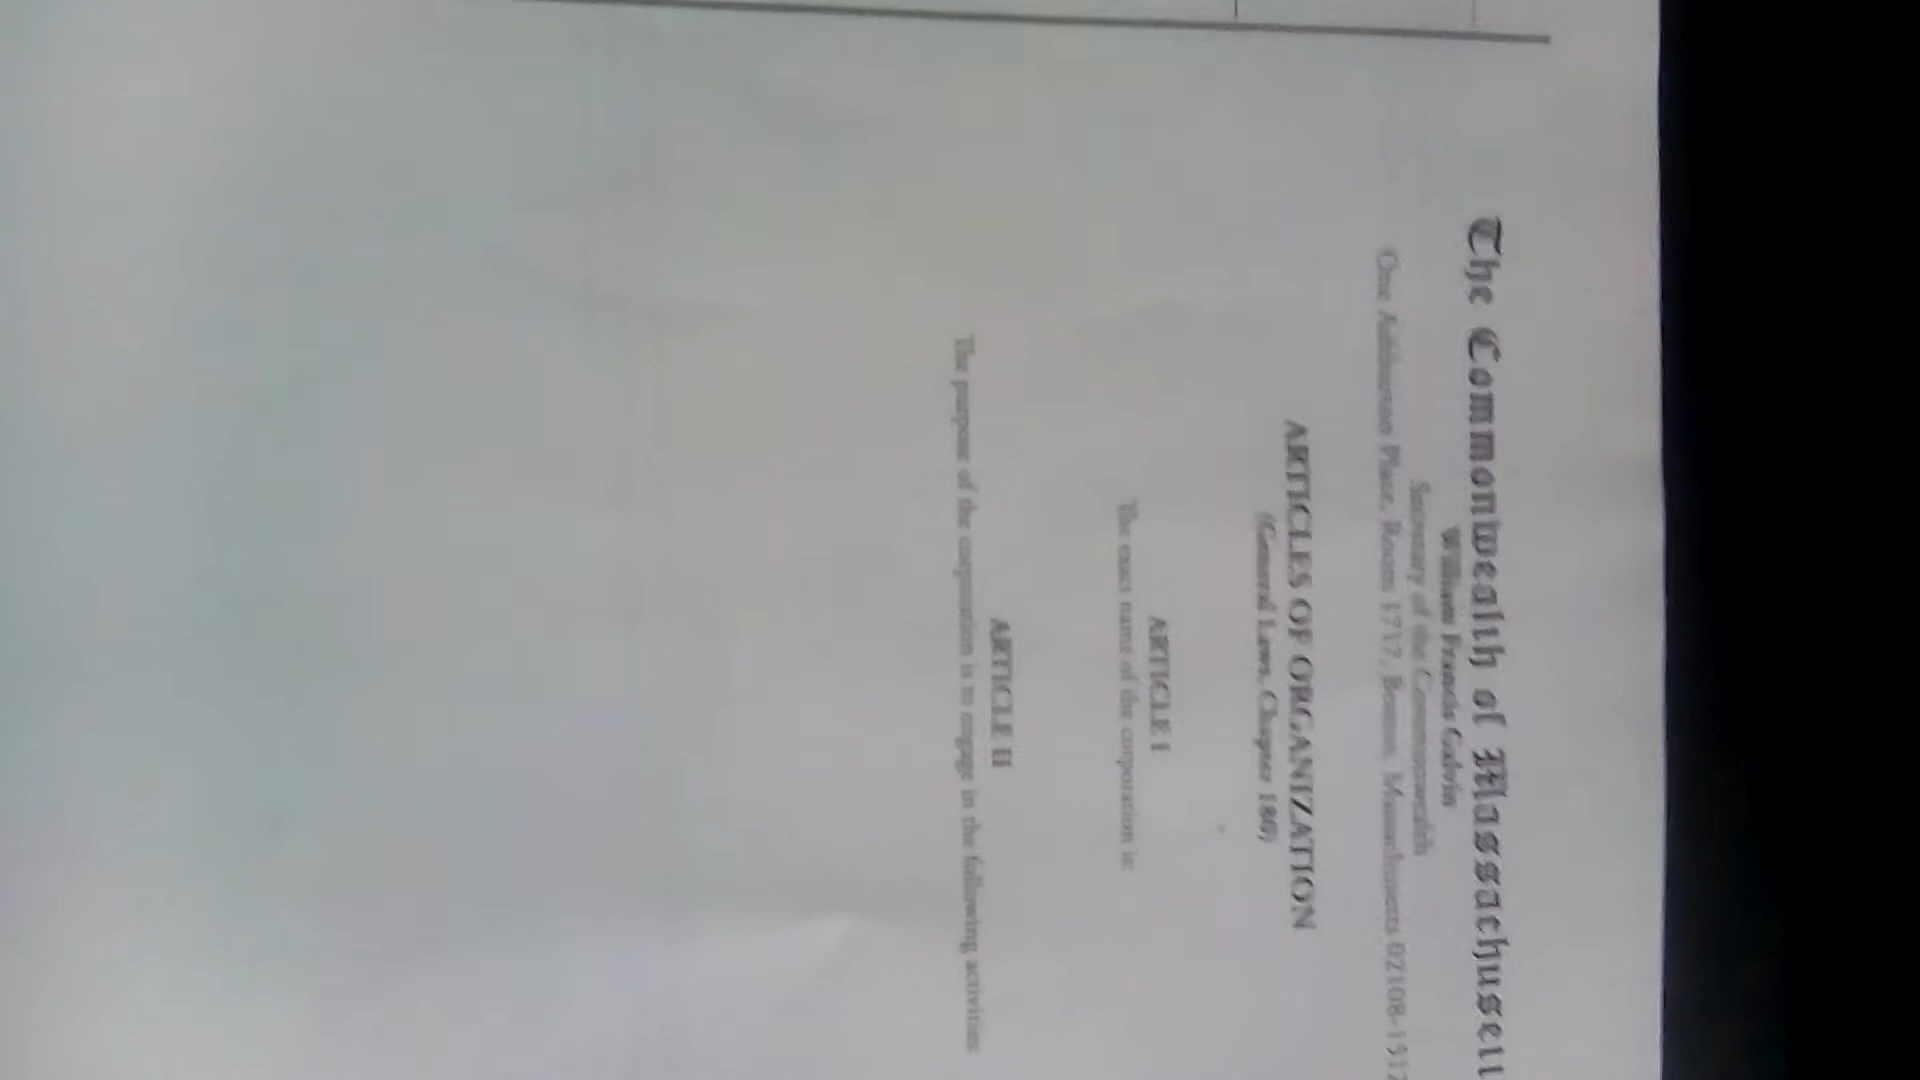 The Commonwealth of Massachusett
William Francis Galvin
Secretary of the Commonwealth
One Ashburton Place, Room 1717, Boston, Massachusetts 02108-1512
ARTICLES OF ORGANIZATION
(General Laws, Chapter 180)
ARTICLE I
The exact name of the corporation is:
ARTICLE II
The purpose of the corporation is to engage in the following activities: